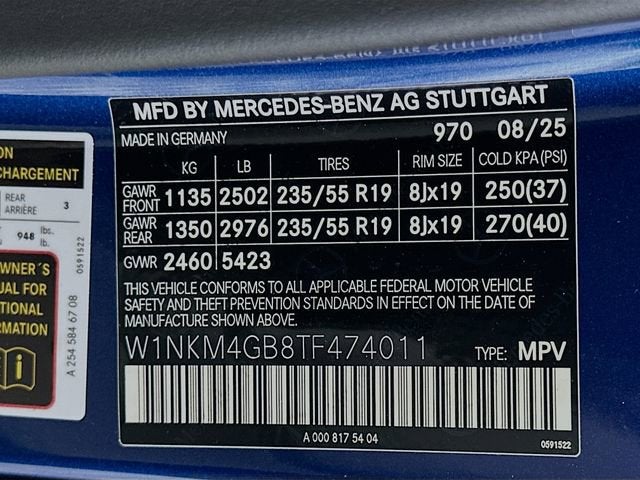 MFD BY MERCEDES-BENZ AG STUTTGART
MADE IN GERMANY 970 08/25
KG LB TIRES RIM SIZE COLD KPA (PSI)
GAWR FRONT 1135 2502 235/55 R19 8Jx19 250(37)
GAWR REAR 1350 2976 235/55 R19 8Jx19 270(40)
GVWR 2460 5423
THIS VEHICLE CONFORMS TO ALL APPLICABLE FEDERAL MOTOR VEHICLE
SAFETY AND THEFT PREVENTION STANDARDS IN EFFECT ON THE DATE OF
MANUFACTURE SHOWN ABOVE.
W1NKM4GB8TF474011 TYPE: MPV
A 000 817 54 04
0591522
CHARGEMENT
REAR
ARRIÈRE 3
948 lbs.
lb.
0591522
OWNER´S
FOR
INFORMATION
i
A 254 584 67 08